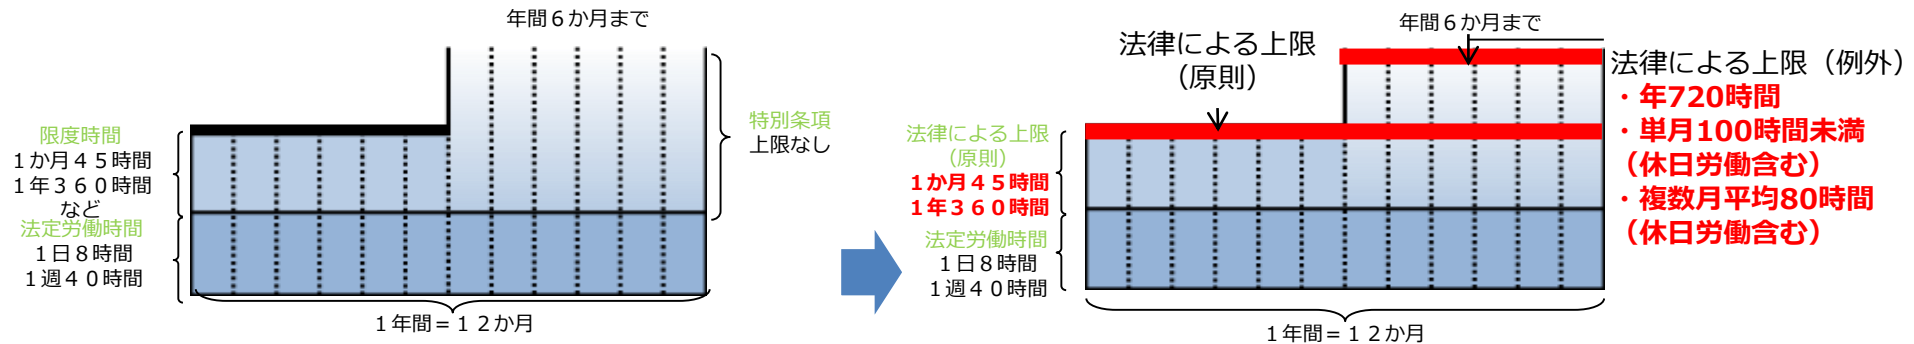 年間６か月まで
限度時間
１か月４５時間
１年３６０時間
など
法定労働時間
１日８時間
１週４０時間
特別条項
上限なし
１年間＝１２か月
年間６か月まで
法律による上限
（原則）
法律による上限（例外）
・年720時間
・単月100時間未満
（休日労働含む）
・複数月平均80時間
（休日労働含む）
法律による上限
（原則）
１か月４５時間
１年３６０時間
法定労働時間
１日８時間
１週４０時間
１年間＝１２か月